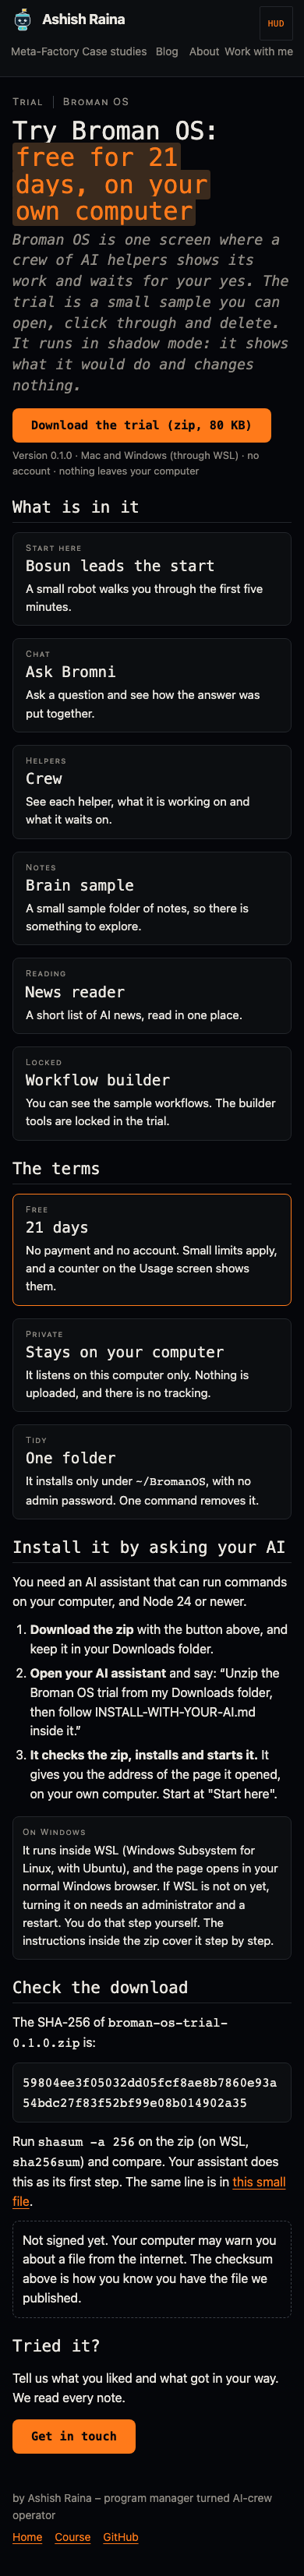 Ashish Raina
HUD
Meta-Factory Case studies Blog About Work with me
Trial | Broman OS
Try Broman OS:
free for 21
days, on your
own computer
Broman OS is one screen where a
crew of AI helpers shows its
work and waits for your yes. The
trial is a small sample you can
open, click through and delete.
It runs in shadow mode: it shows
what it would do and changes
nothing.
Download the trial (zip, 80 KB)
Version 0.1.0 · Mac and Windows (through WSL) · no
account · nothing leaves your computer
What is in it
Start here
Bosun leads the start
A small robot walks you through the first five
minutes.
Chat
Ask Bromni
Ask a question and see how the answer was
put together.
Helpers
Crew
See each helper, what it is working on and
what it waits on.
Notes
Brain sample
A small sample folder of notes, so there is
something to explore.
Reading
News reader
A short list of AI news, read in one place.
Locked
Workflow builder
You can see the sample workflows. The builder
tools are locked in the trial.
The terms
Free
21 days
No payment and no account. Small limits apply,
and a counter on the Usage screen shows
them.
Private
Stays on your computer
It listens on this computer only. Nothing is
uploaded, and there is no tracking.
Tidy
One folder
It installs only under ~/BromanOS, with no
admin password. One command removes it.
Install it by asking your AI
You need an AI assistant that can run commands
on your computer, and Node 24 or newer.
1. Download the zip with the button above, and
keep it in your Downloads folder.
2. Open your AI assistant and say: “Unzip the
Broman OS trial from my Downloads folder,
then follow INSTALL-WITH-YOUR-AI.md
inside it.”
3. It checks the zip, installs and starts it. It
gives you the address of the page it opened,
on your own computer. Start at "Start here".
On Windows
It runs inside WSL (Windows Subsystem for
Linux, with Ubuntu), and the page opens in your
normal Windows browser. If WSL is not on yet,
turning it on needs an administrator and a
restart. You do that step yourself. The
instructions inside the zip cover it step by step.
Check the download
The SHA-256 of broman-os-trial-
0.1.0.zip is:
59804ee3f05032dd05fcf8ae8b7860e93a
54bdc27f83f52bf99e08b014902a35
Run shasum -a 256 on the zip (on WSL,
sha256sum) and compare. Your assistant does
this as its first step. The same line is in this small
file.
Not signed yet. Your computer may warn you
about a file from the internet. The checksum
above is how you know you have the file we
published.
Tried it?
Tell us what you liked and what got in your way.
We read every note.
Get in touch
by Ashish Raina – program manager turned AI-crew
operator
Home Course GitHub